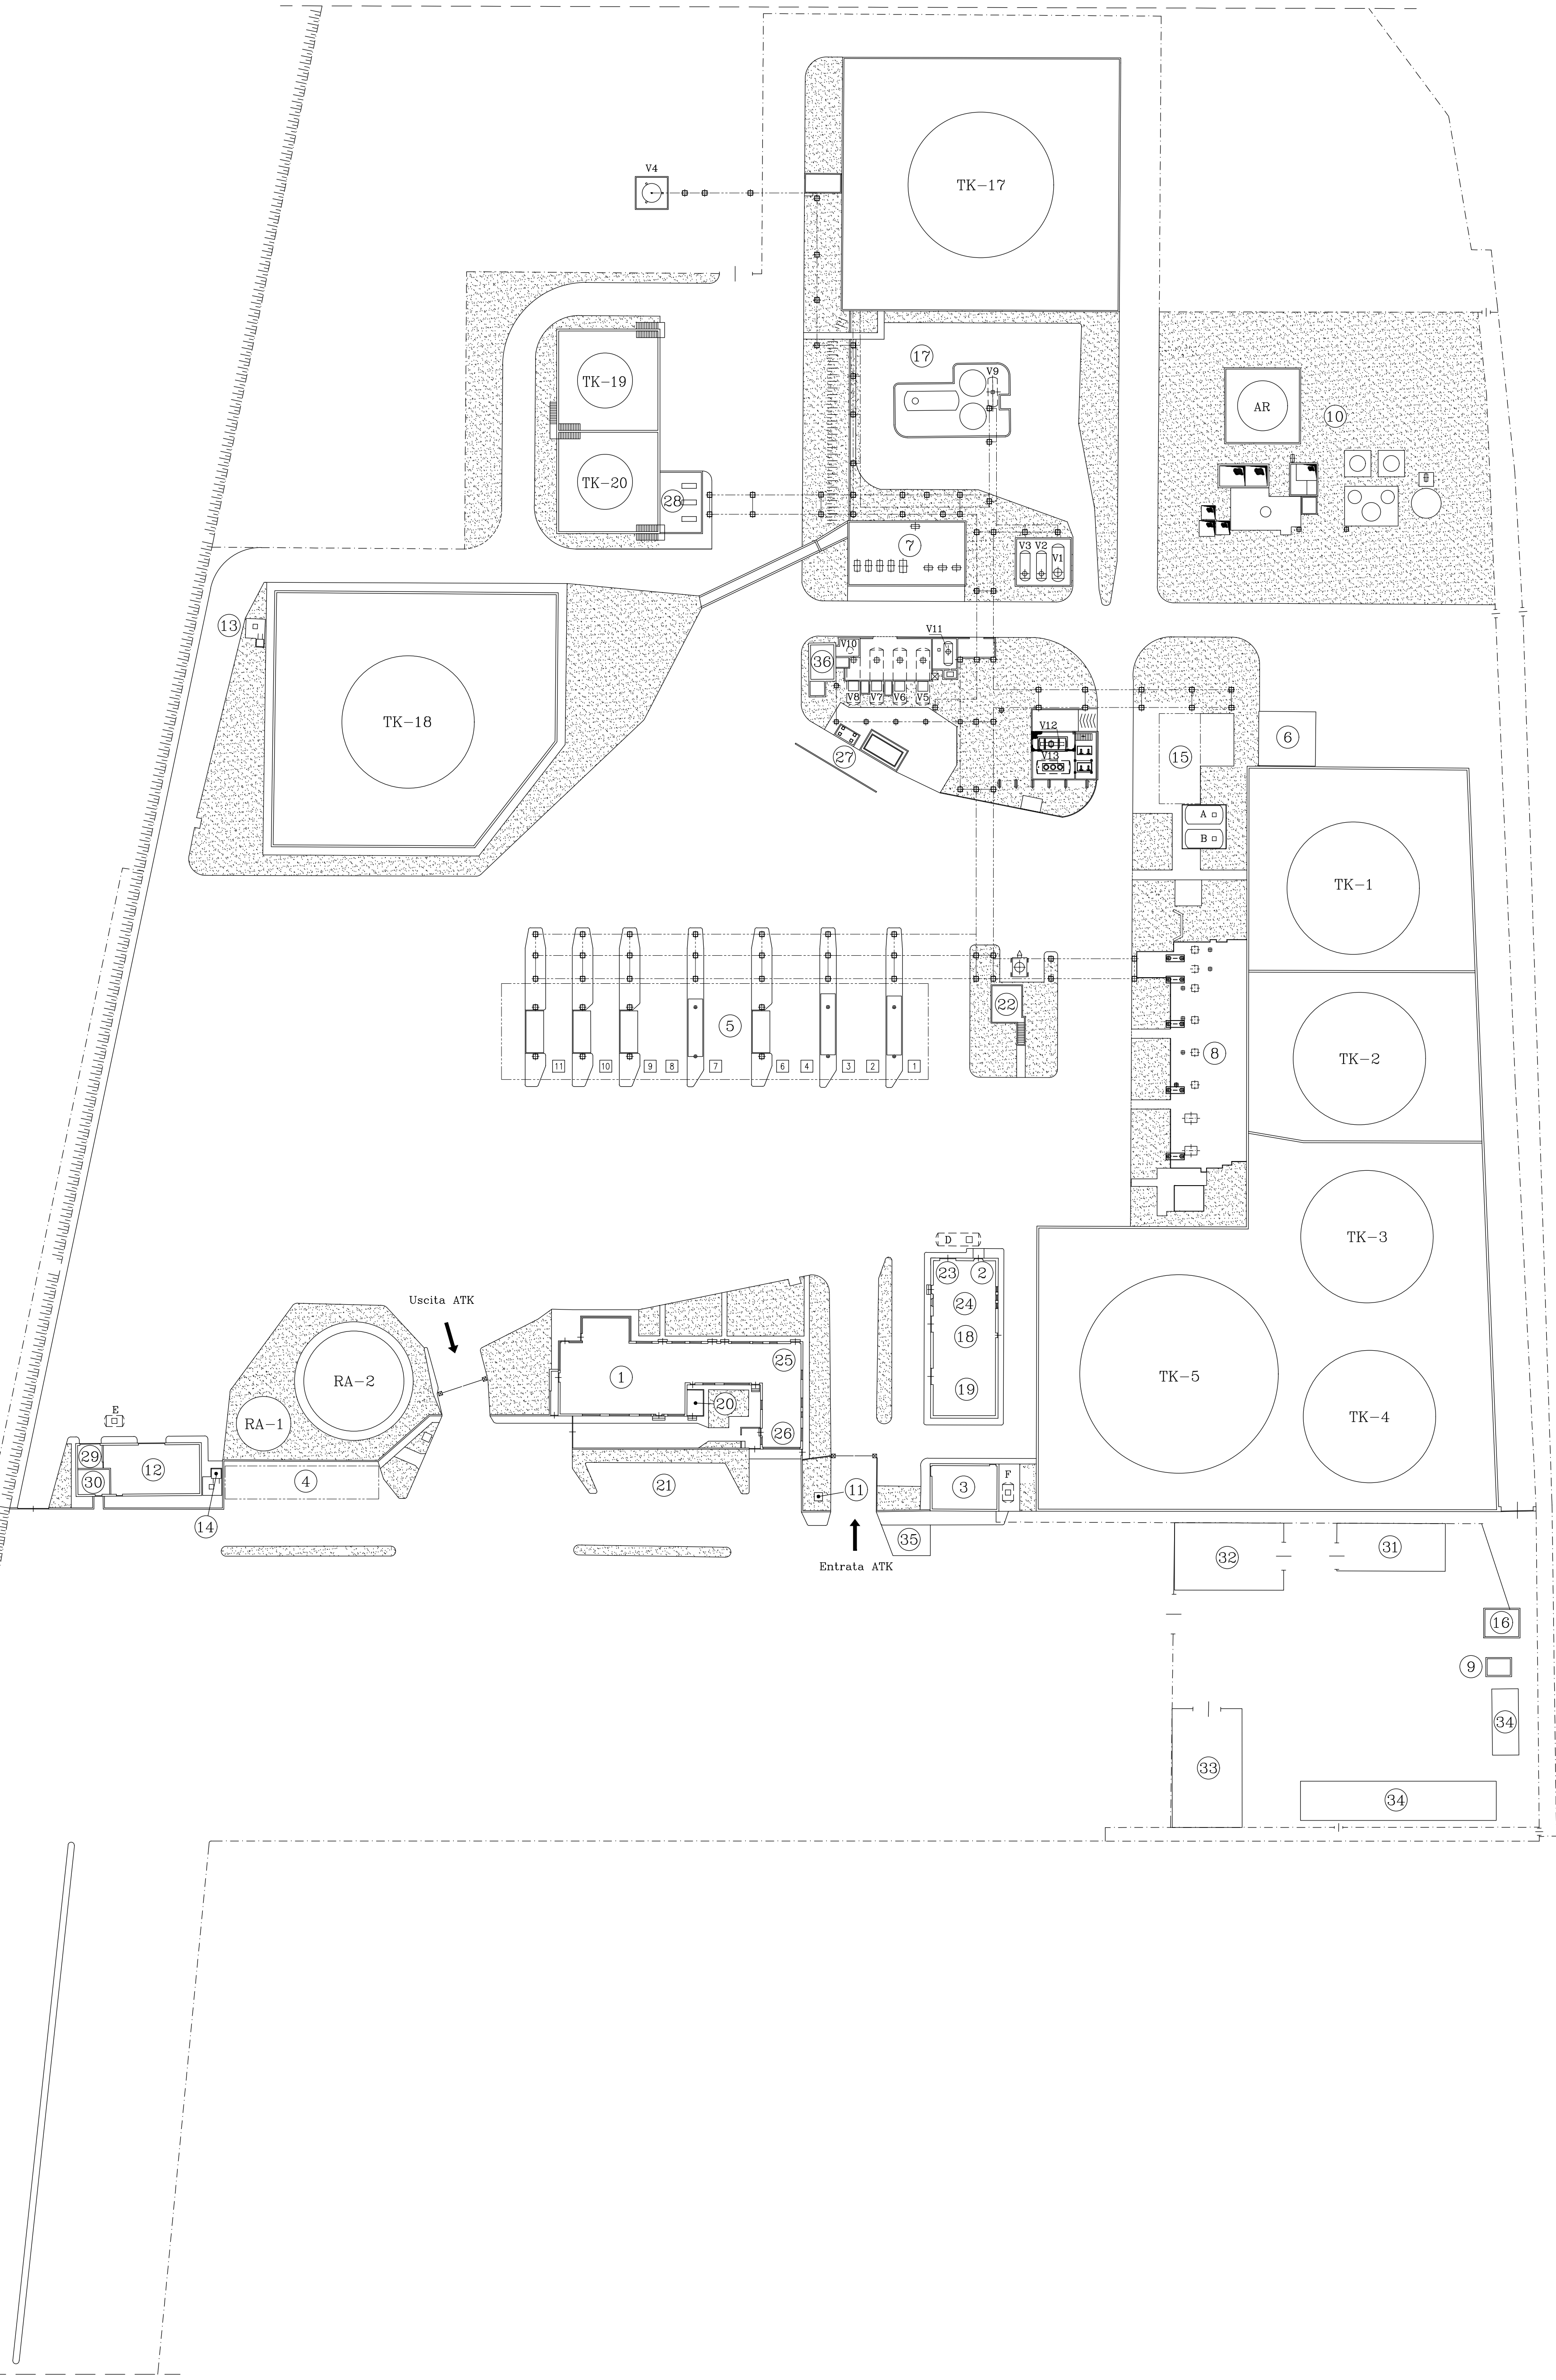 V4
TK-17
17
V9
TK-19
AR
10
TK-20
28
7
V3
V2
V1
13
V11
V10
36
TK-18
V8
V7
V6
V5
V12
V13
27
15
6
A
B
TK-1
22
5
8
TK-2
11
10
9
8
7
6
4
3
2
1
D
TK-3
23
2
Uscita ATK
24
18
25
RA-2
1
TK-5
19
20
E
RA-1
TK-4
26
29
12
30
4
21
11
3
F
14
35
32
31
Entrata ATK
16
9
34
33
34